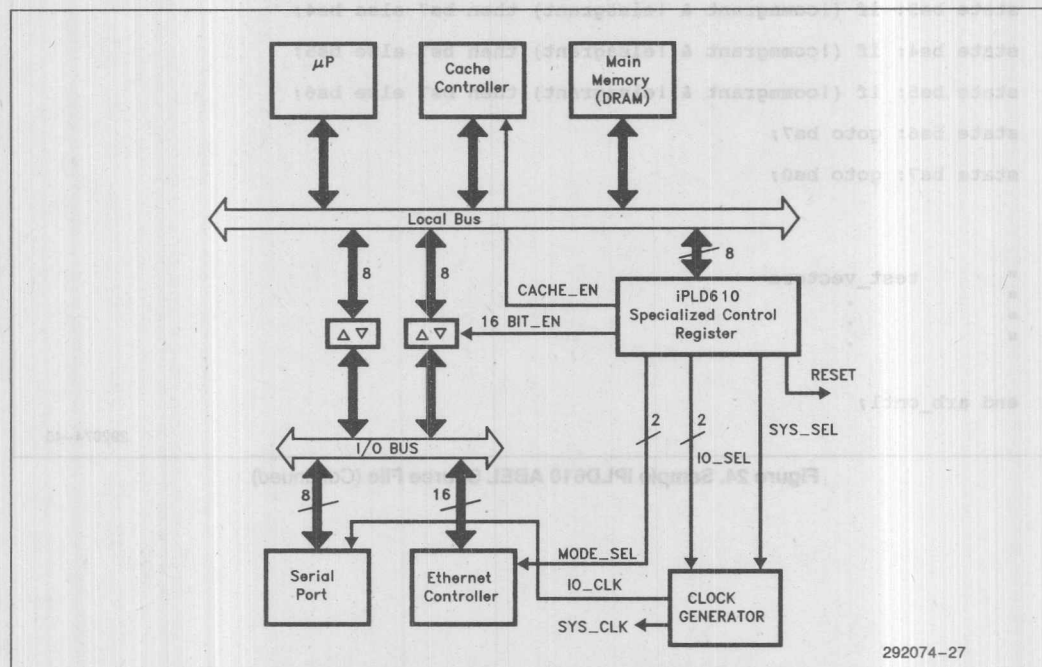 μP
Cache
Controller
Main
Memory
(DRAM)
Local Bus
8
8
8
CACHE_EN
iPLD610
Specialized Control
Register
16 BIT_EN
RESET
2
2
SYS_SEL
IO_SEL
I/O BUS
8
16
MODE_SEL
IO_CLK
SYS_CLK
Serial
Port
Ethernet
Controller
CLOCK
GENERATOR
292074-27